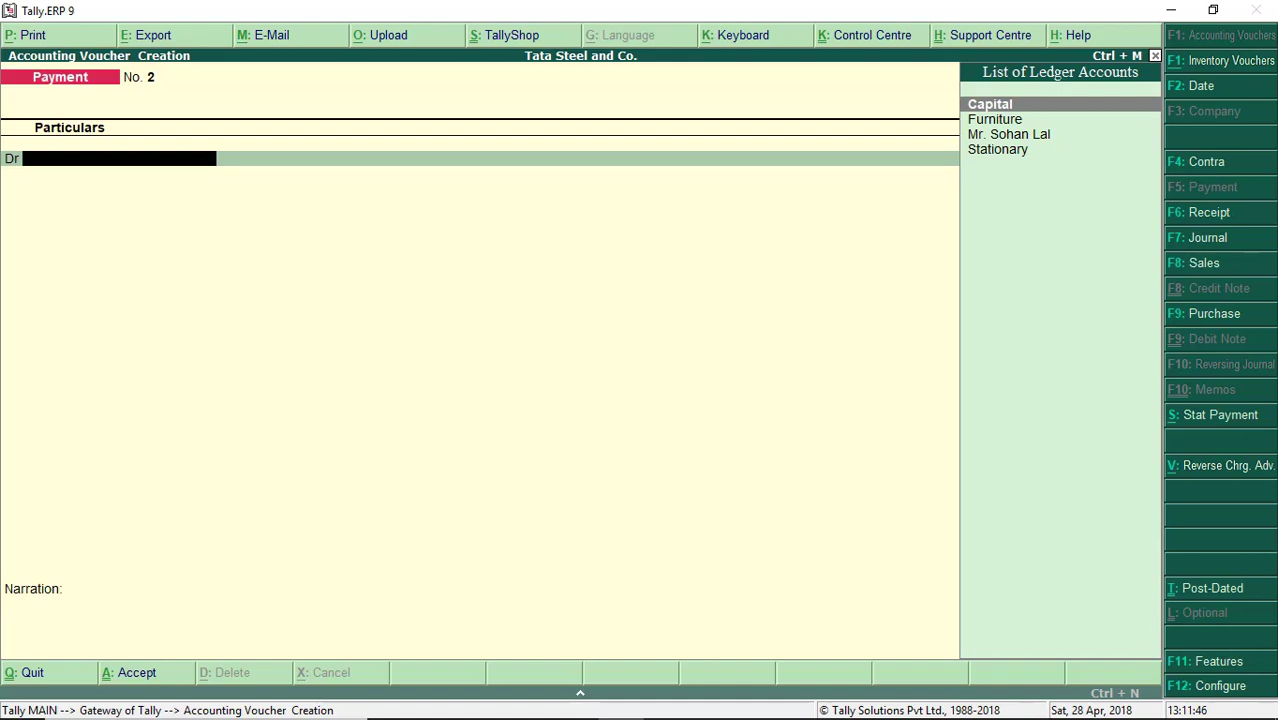 Tally.ERP 9
P: Print
E: Export
M: E-Mail
O: Upload
S: TallyShop
G: Language
K: Keyboard
K: Control Centre
H: Support Centre
H: Help
Accounting Voucher Creation
Tata Steel and Co.
Ctrl + M
Payment No. 2
Particulars
Dr
List of Ledger Accounts
Capital
Furniture
Mr. Sohan Lal
Stationary
F1: Accounting Vouchers
F1: Inventory Vouchers
F2: Date
F3: Company
F4: Contra
F5: Payment
F6: Receipt
F7: Journal
F8: Sales
F8: Credit Note
F9: Purchase
F9: Debit Note
F10: Reversing Journal
F10: Memos
S: Stat Payment
V: Reverse Chrg. Adv.
T: Post-Dated
L: Optional
F11: Features
F12: Configure
Narration:
Q: Quit
A: Accept
D: Delete
X: Cancel
Ctrl + N
Tally MAIN --> Gateway of Tally --> Accounting Voucher Creation
© Tally Solutions Pvt Ltd., 1988-2018
Sat, 28 Apr, 2018
13:11:46